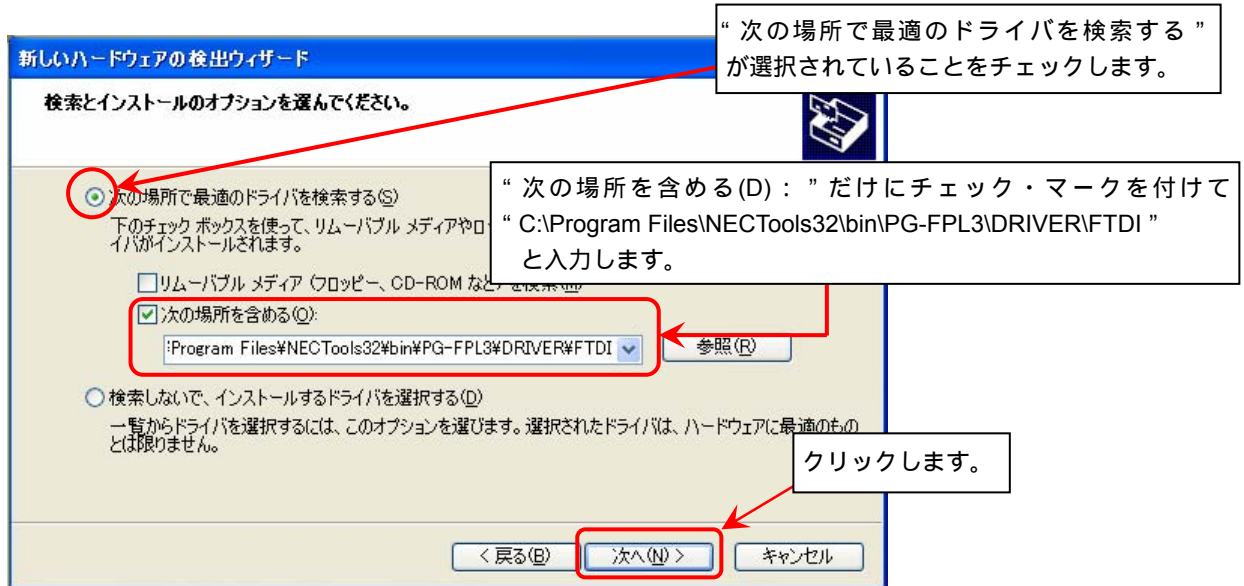 “ 次の場所で最適のドライバを検索する ”
が選択されていることをチェックします。
新しいハードウェアの検出ウィザード
検索とインストールのオプションを選んでください。
次の場所で最適のドライバを検索する(S)
“ 次の場所を含める(D)： ” だけにチェック・マークを付けて
“ C:\Program Files\NECTools32\bin\PG-FPL3\DRIVER\FTDI ”
と入力します。
下のチェック ボックスを使って、リムーバブル メディアやロ
イバがインストールされます。
リムーバブル メディア (フロッピー、CD-ROM など) を検索(M)
次の場所を含める(O):
:Program Files¥NECTools32¥bin¥PG-FPL3¥DRIVER¥FTDI
参照(R)
検索しないで、インストールするドライバを選択する(D)
一覧からドライバを選択するには、このオプションを選びます。選択されたドライバは、ハードウェアに最適のもの
とは限りません。
クリックします。
< 戻る(B)
次へ(N) >
キャンセル